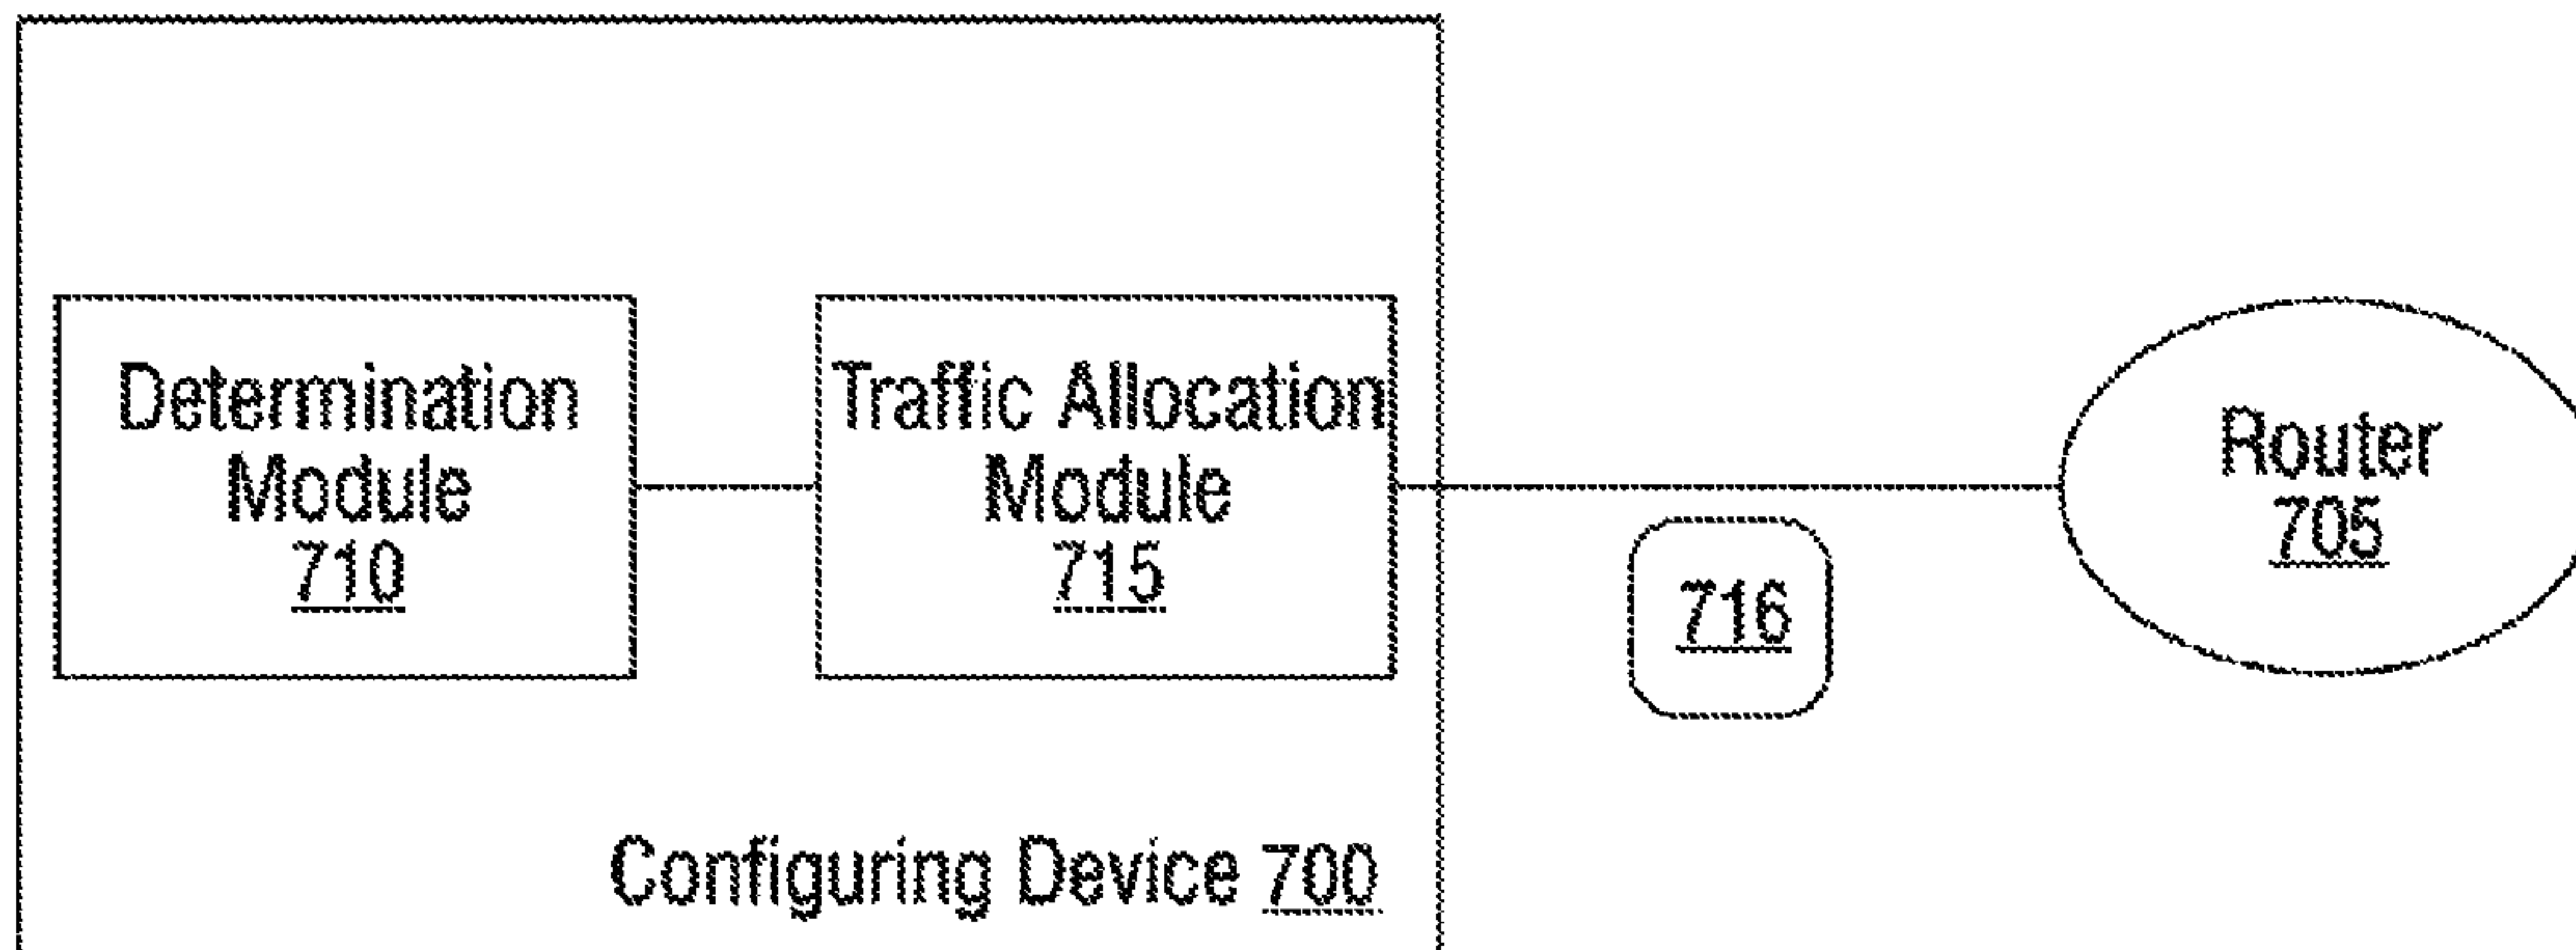 Determination
Module
710
Traffic Allocation
Module
715
716
Router
705
Configuring Device 700